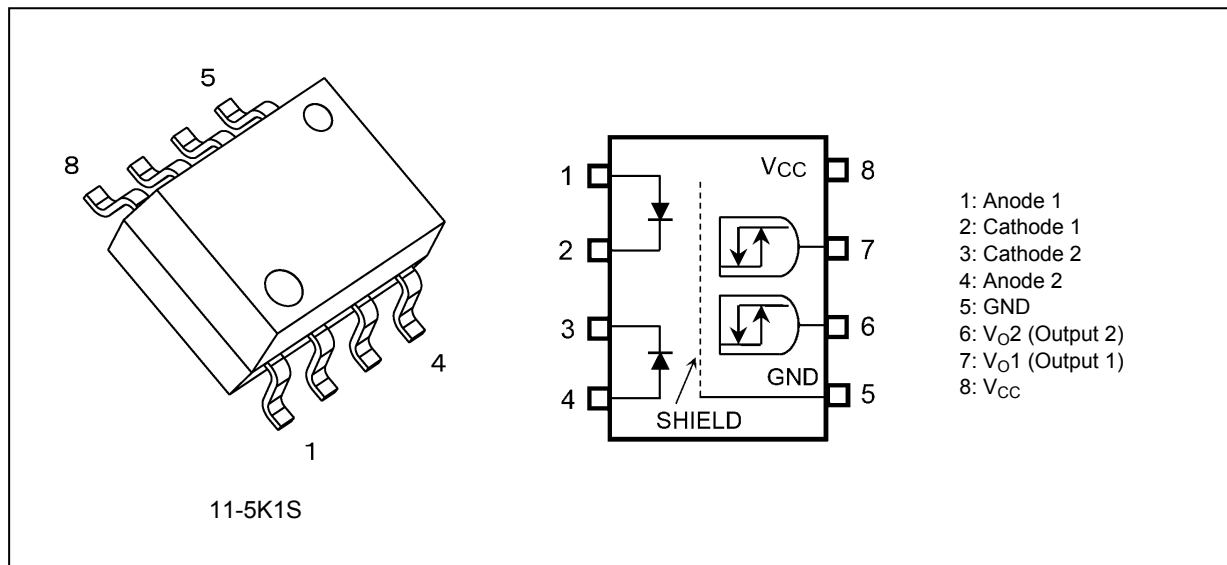 5
8
4
1
11-5K1S
1
2
3
4
VCC
GND
SHIELD
8
7
6
5
1: Anode 1
2: Cathode 1
3: Cathode 2
4: Anode 2
5: GND
6: VO2 (Output 2)
7: VO1 (Output 1)
8: VCC